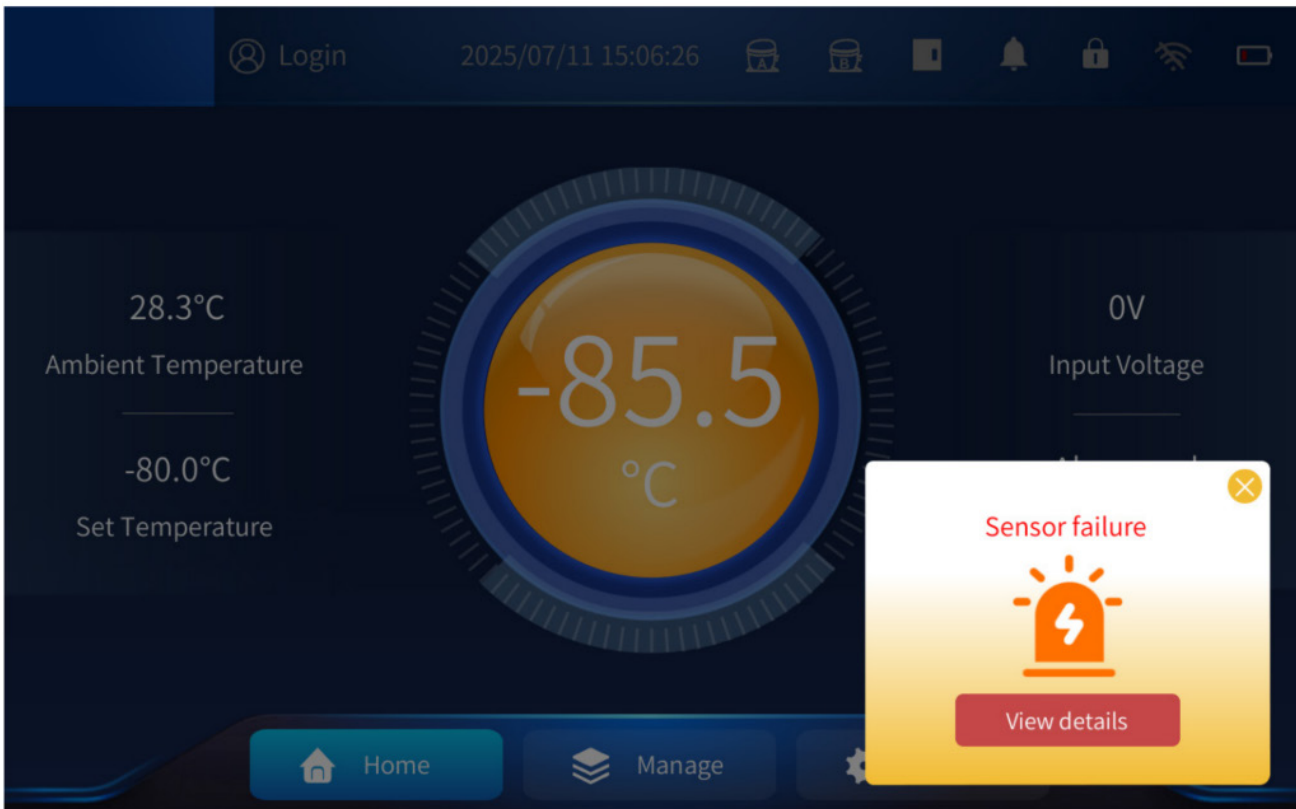 Login
2025/07/11 15:06:26
A
B
28.3°C
Ambient Temperature
-80.0°C
Set Temperature
-85.5
°C
0V
Input Voltage
Sensor failure
View details
Home
Manage